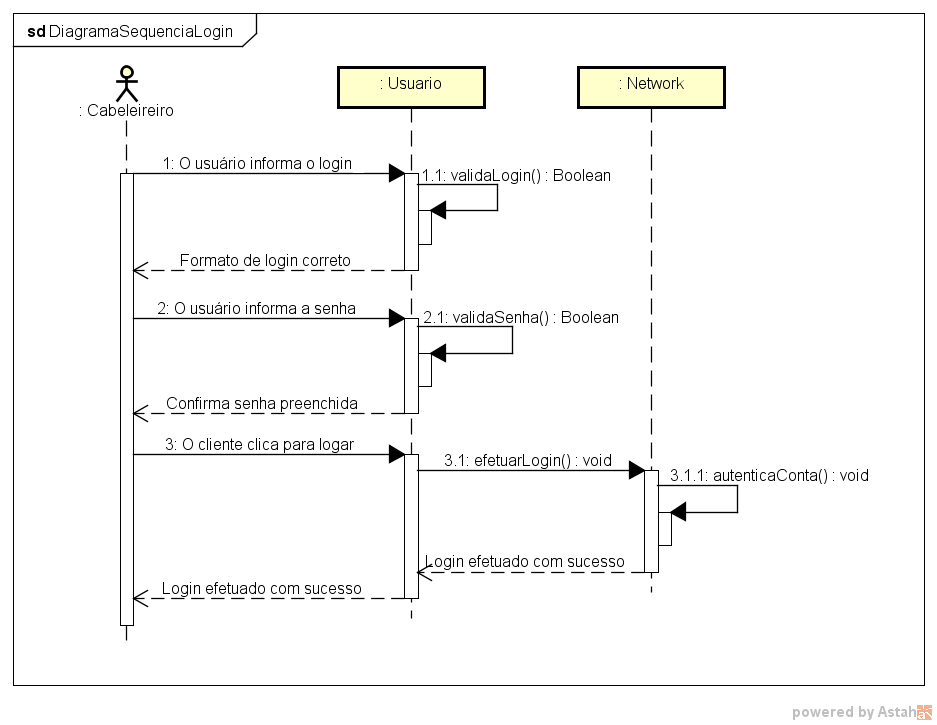 sd DiagramaSequenciaLogin
: Cabeleireiro
: Usuario
: Network
1: O usuário informa o login
1.1: validaLogin() : Boolean
Formato de login correto
2: O usuário informa a senha
2.1: validaSenha() : Boolean
Confirma senha preenchida
3: O cliente clica para logar
3.1: efetuarLogin() : void
3.1.1: autenticaConta() : void
Login efetuado com sucesso
Login efetuado com sucesso
powered by Astah